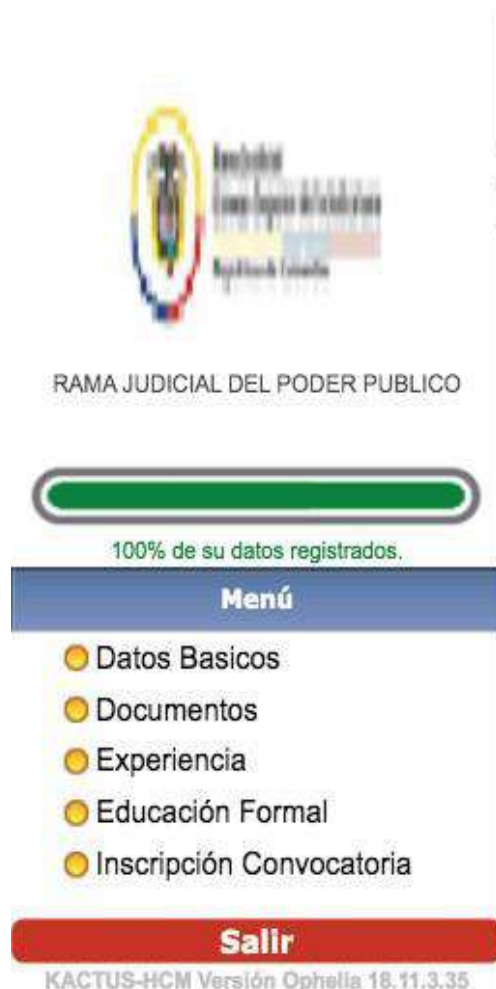 RAMA JUDICIAL DEL PODER PUBLICO
100% de su datos registrados.
Menú
Datos Basicos
Documentos
Experiencia
Educación Formal
Inscripción Convocatoria
Salir
KACTUS-HCM Versión Ophelia 18.11.3.35